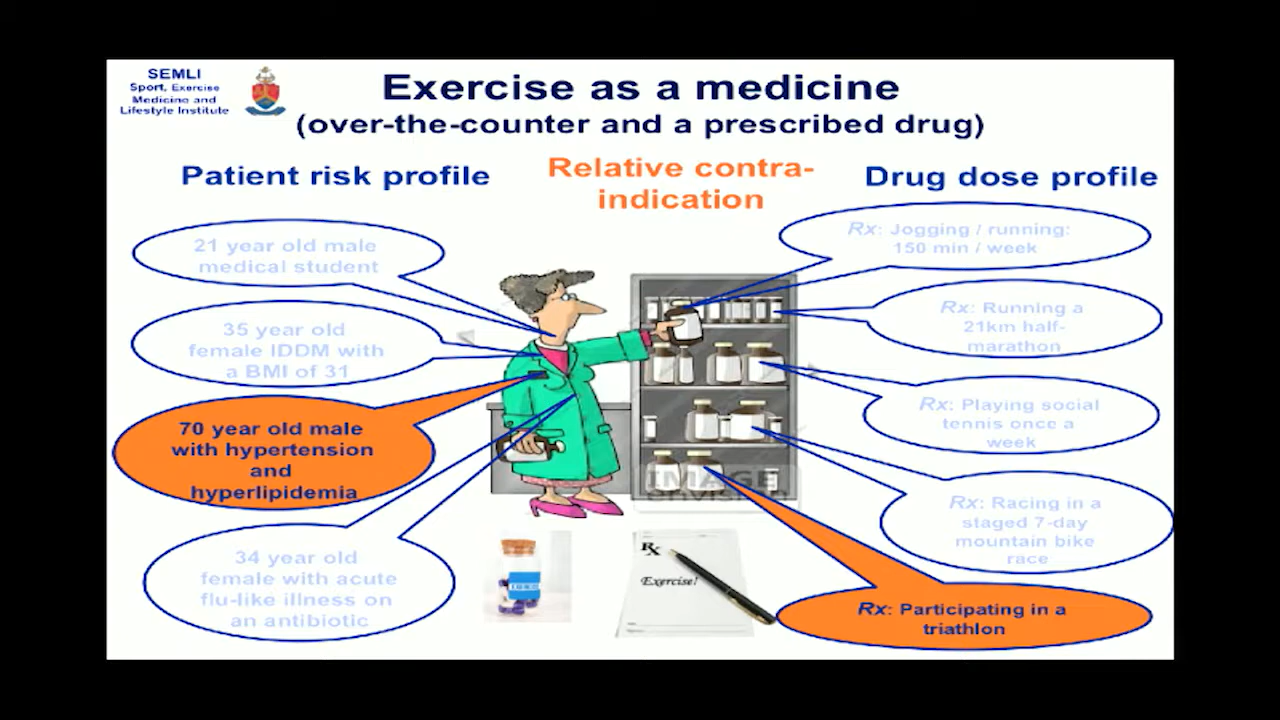 SEMLI
Sport, Exercise
Medicine and
Lifestyle Institute
Exercise as a medicine
(over-the-counter and a prescribed drug)
Patient risk profile
Relative contra-
indication
Drug dose profile
21 year old male
medical student
35 year old
female IDDM with
a BMI of 31
70 year old male
with hypertension
and
hyperlipidemia
34 year old
female with acute
flu-like illness on
an antibiotic
Rx: Jogging / running:
150 min / week
Rx: Running a
21km half-
marathon
Rx: Playing social
tennis once a
week
Rx: Racing in a
staged 7-day
mountain bike
race
Rx: Participating in a
triathlon
IMAGE
Rx
Exercise!